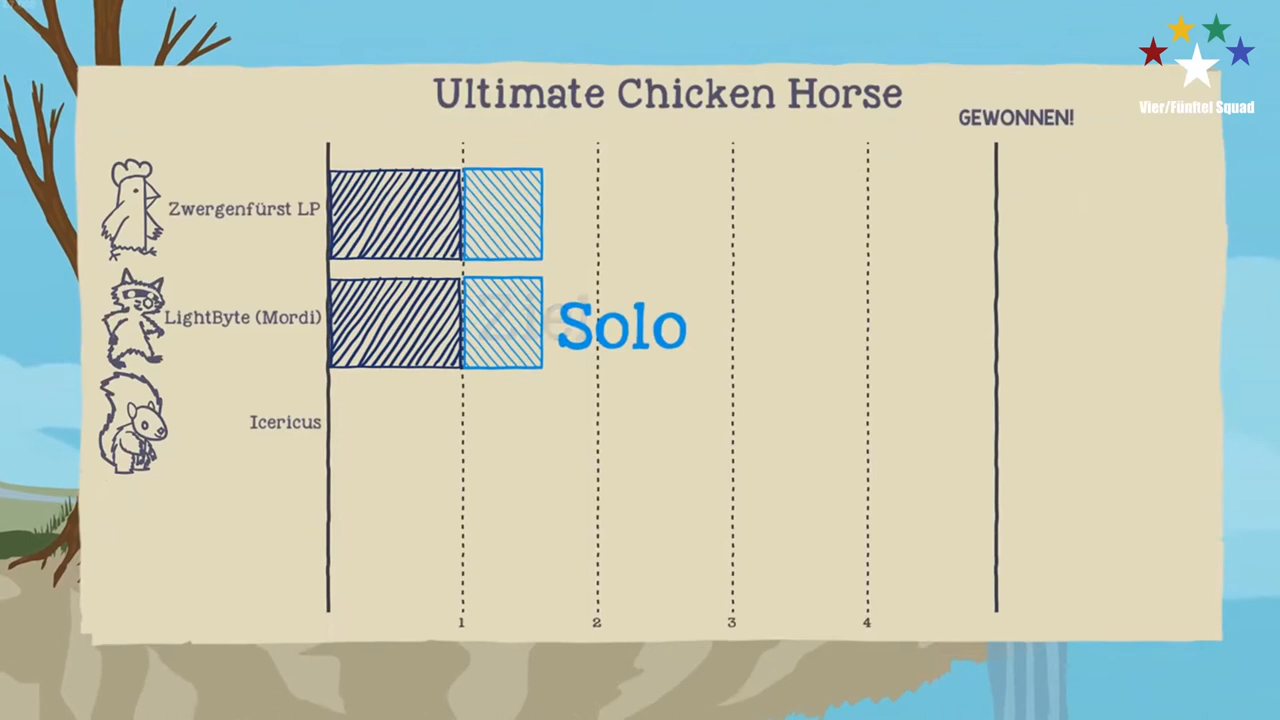 Ultimate Chicken Horse
GEWONNEN!
Vier/Fünftel Squad
Zwergenfürst LP
LightByte (Mordi)
Solo
Icericus
1 2 3 4